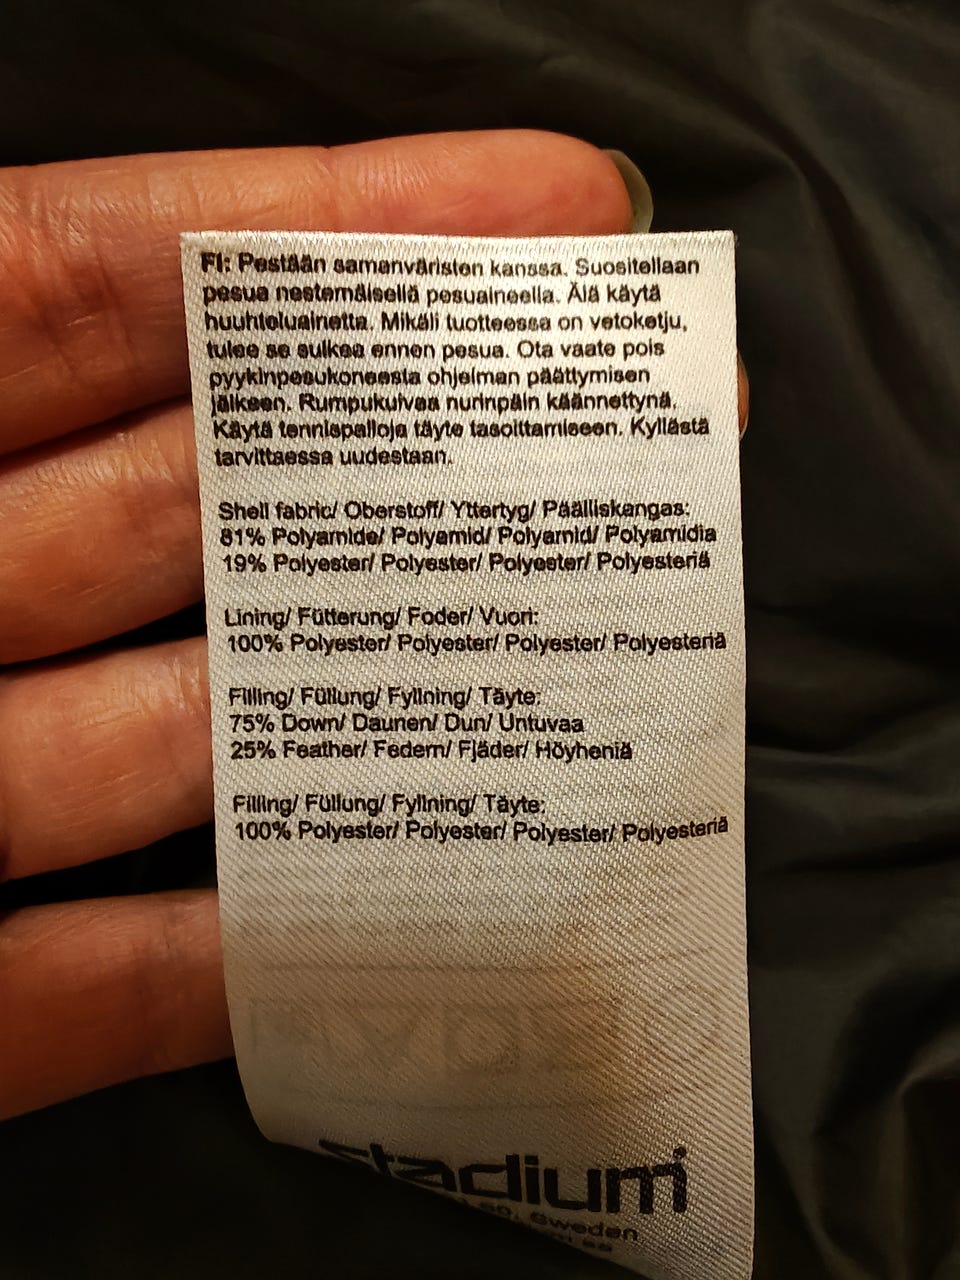 FI: Pestään samanväristen kanssa. Suositellaan
pesua nestemäisellä pesuaineella. Älä käytä
huuhteluainetta. Mikäli tuotteessa on vetoketju,
tulee se sulkea ennen pesua. Ota vaate pois
pyykinpesukoneesta ohjelman päättymisen
jälkeen. Rumpukuivaa nurinpäin käännettynä.
Käytä tennispalloja täyte tasoittamiseen. Kyllästä
tarvittaessa uudestaan.
Shell fabric/ Oberstoff/ Yttertyg/ Päälliskangas:
81% Polyamide/ Polyamid/ Polyamid/ Polyamidia
19% Polyester/ Polyester/ Polyester/ Polyesteriä
Lining/ Fütterung/ Foder/ Vuori:
100% Polyester/ Polyester/ Polyester/ Polyesteriä
Filling/ Füllung/ Fyllning/ Täyte:
75% Down/ Daunen/ Dun/ Untuvaa
25% Feather/ Federn/ Fjäder/ Höyheniä
Filling/ Füllung/ Fyllning/ Täyte:
100% Polyester/ Polyester/ Polyester/ Polyesteriä
stadium
Sweden